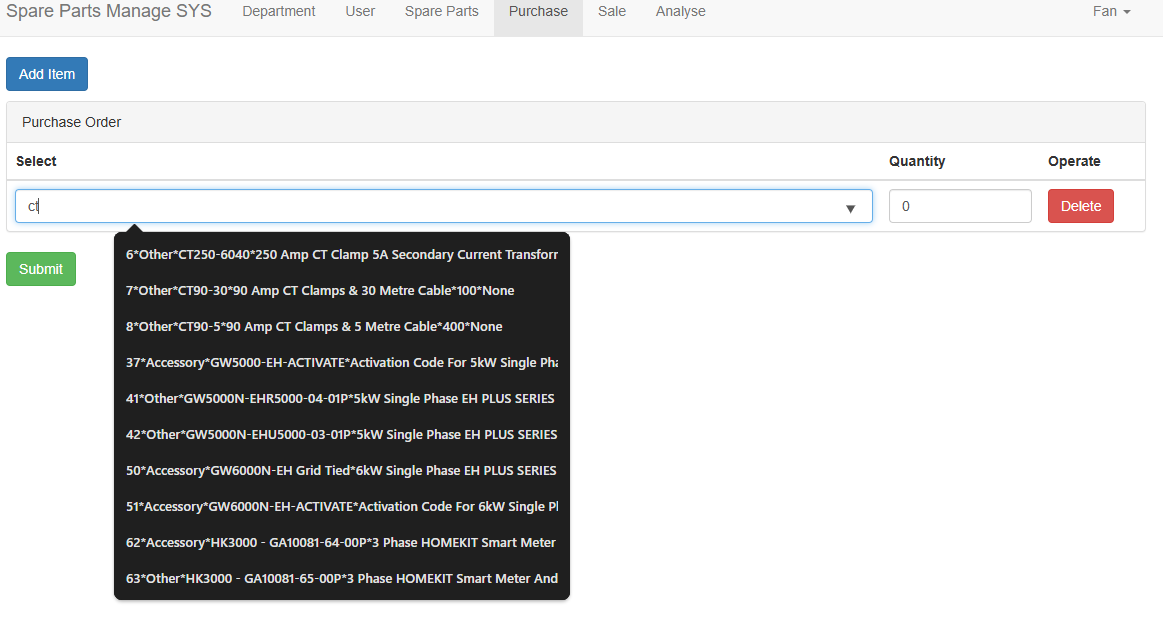 Spare Parts Manage SYS Department User Spare Parts Purchase Sale Analyse Fan
Add Item
Purchase Order
Select Quantity Operate
ct 0 Delete
Submit
6*Other*CT250-6040*250 Amp CT Clamp 5A Secondary Current Transforr
7*Other*CT90-30*90 Amp CT Clamps & 30 Metre Cable*100*None
8*Other*CT90-5*90 Amp CT Clamps & 5 Metre Cable*400*None
37*Accessory*GW5000-EH-ACTIVATE*Activation Code For 5kW Single Pha
41*Other*GW5000N-EHR5000-04-01P*5kW Single Phase EH PLUS SERIES
42*Other*GW5000N-EHU5000-03-01P*5kW Single Phase EH PLUS SERIES
50*Accessory*GW6000N-EH Grid Tied*6kW Single Phase EH PLUS SERIES
51*Accessory*GW6000N-EH-ACTIVATE*Activation Code For 6kW Single Pl
62*Accessory*HK3000 - GA10081-64-00P*3 Phase HOMEKIT Smart Meter
63*Other*HK3000 - GA10081-65-00P*3 Phase HOMEKIT Smart Meter And